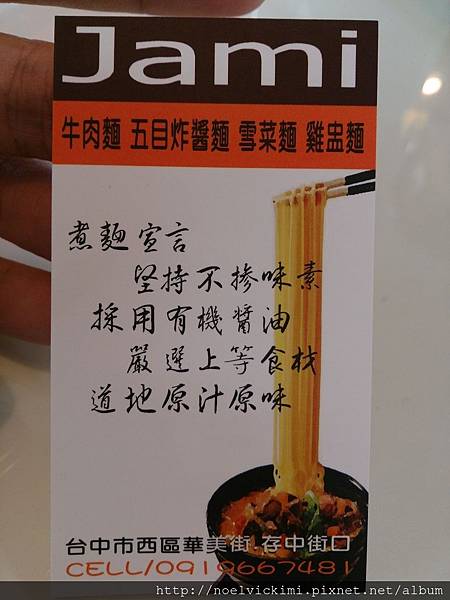 Jami
牛肉麵 五目炸醬麵 雪菜麵 雞盅麵
煮麵宣言
堅持不摻味素
採用有機醬油
嚴選上等食材
道地原汁原味
台中市西區華美街.存中街口
CELL/0919667481
http://noelvickimi.pixnet.net/album